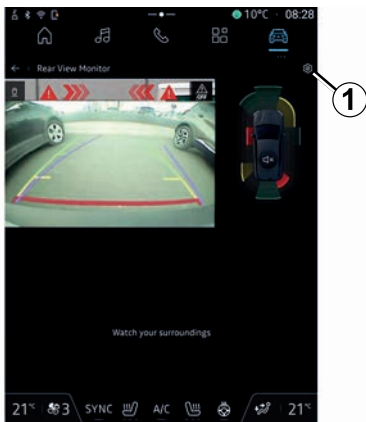 10°C · 08:28
Rear View Monitor
1
OFF
Watch your surroundings
21°c 3 SYNC A/C 21°c